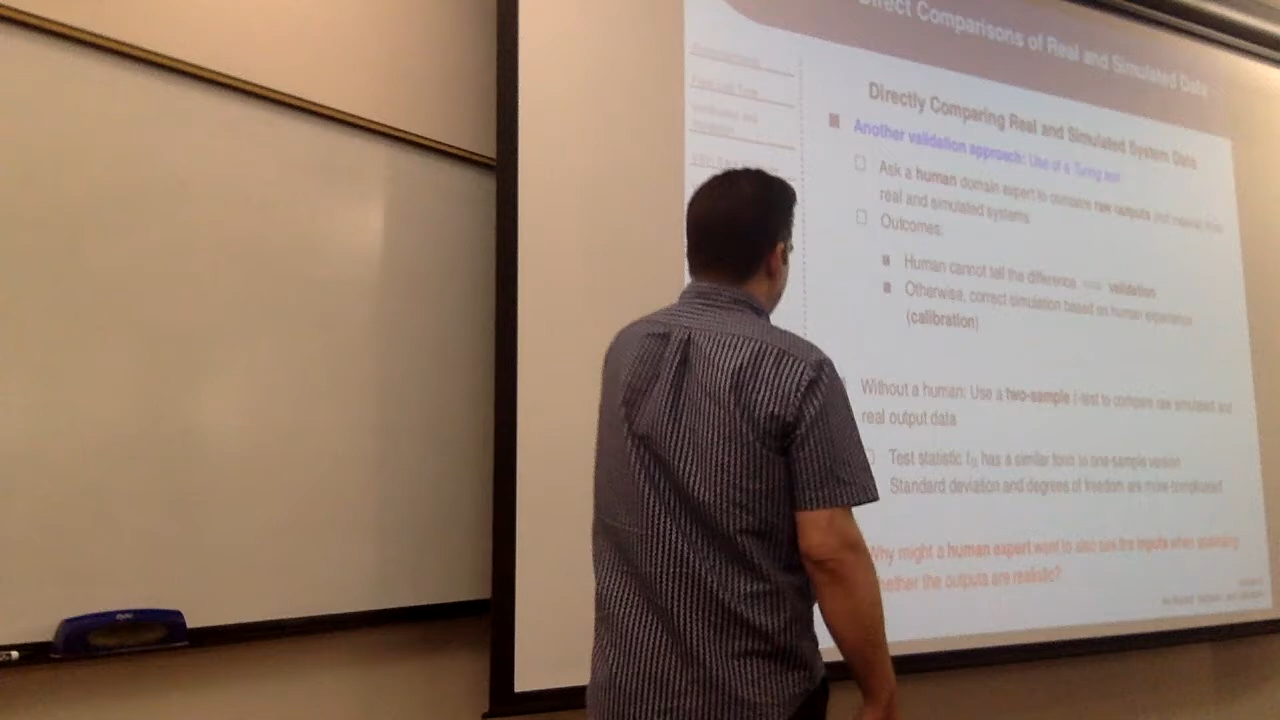 Direct Comparisons of Real and Simulated Data
Directly Comparing Real and Simulated System Data
Another validation approach: Use of a Turing test
Ask a human domain expert to compare raw outputs
real and simulated systems
Outcomes:
Human cannot tell the difference validation
Otherwise, correct simulation based on human experience
(calibration)
Without a human: Use a two-sample t-test to compare raw simulated and
real output data
Test statistic t0 has a similar form to one-sample version
Standard deviation and degrees of freedom are more complicated
Why might a human expert want to also see the inputs when
whether the outputs are realistic?